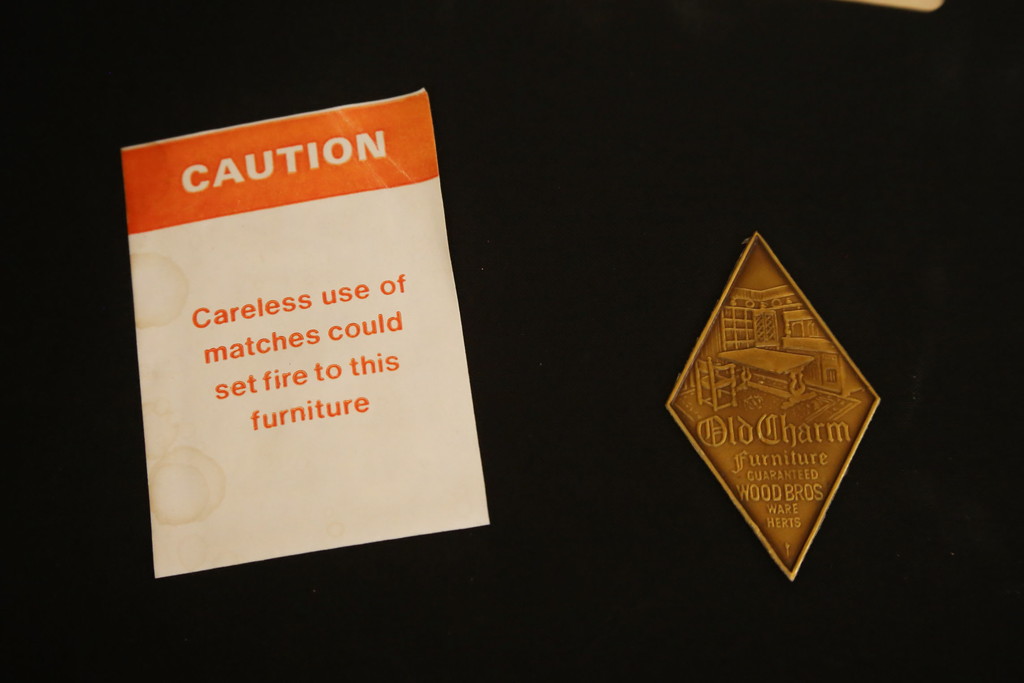 CAUTION
Careless use of
matches could
set fire to this
furniture
Old Charm
Furniture
GUARANTEED
WOOD BROS
WARE
HERTS